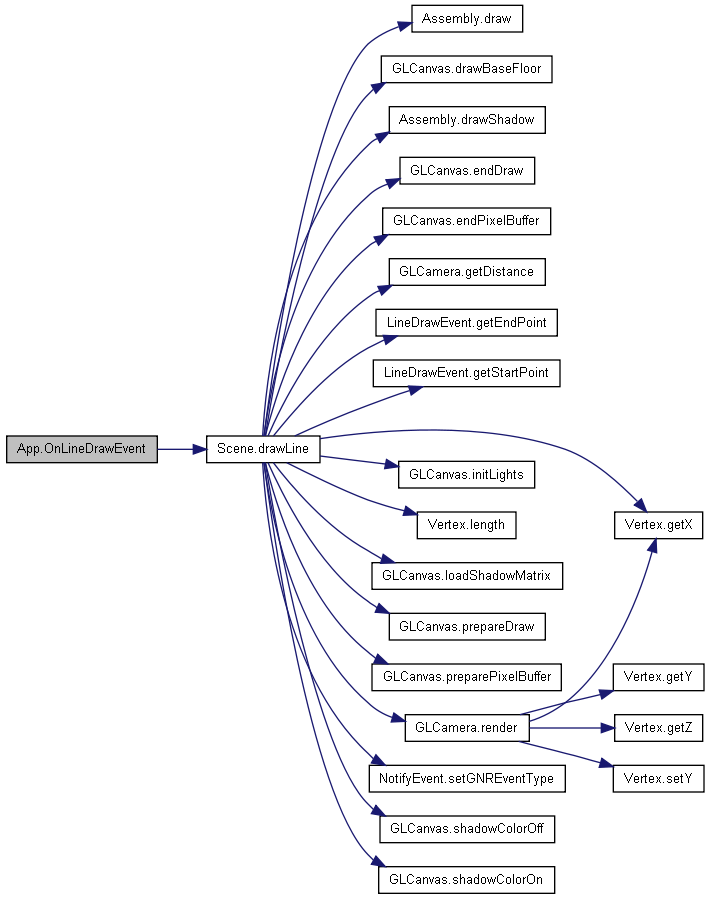 Assembly.draw
GLCanvas.drawBaseFloor
Assembly.drawShadow
GLCanvas.endDraw
GLCanvas.endPixelBuffer
GLCamera.getDistance
LineDrawEvent.getEndPoint
LineDrawEvent.getStartPoint
App.OnLineDrawEvent
Scene.drawLine
GLCanvas.initLights
Vertex.length
Vertex.getX
GLCanvas.loadShadowMatrix
GLCanvas.prepareDraw
GLCanvas.preparePixelBuffer
Vertex.getY
GLCamera.render
Vertex.getZ
NotifyEvent.setGNREventType
Vertex.setY
GLCanvas.shadowColorOff
GLCanvas.shadowColorOn